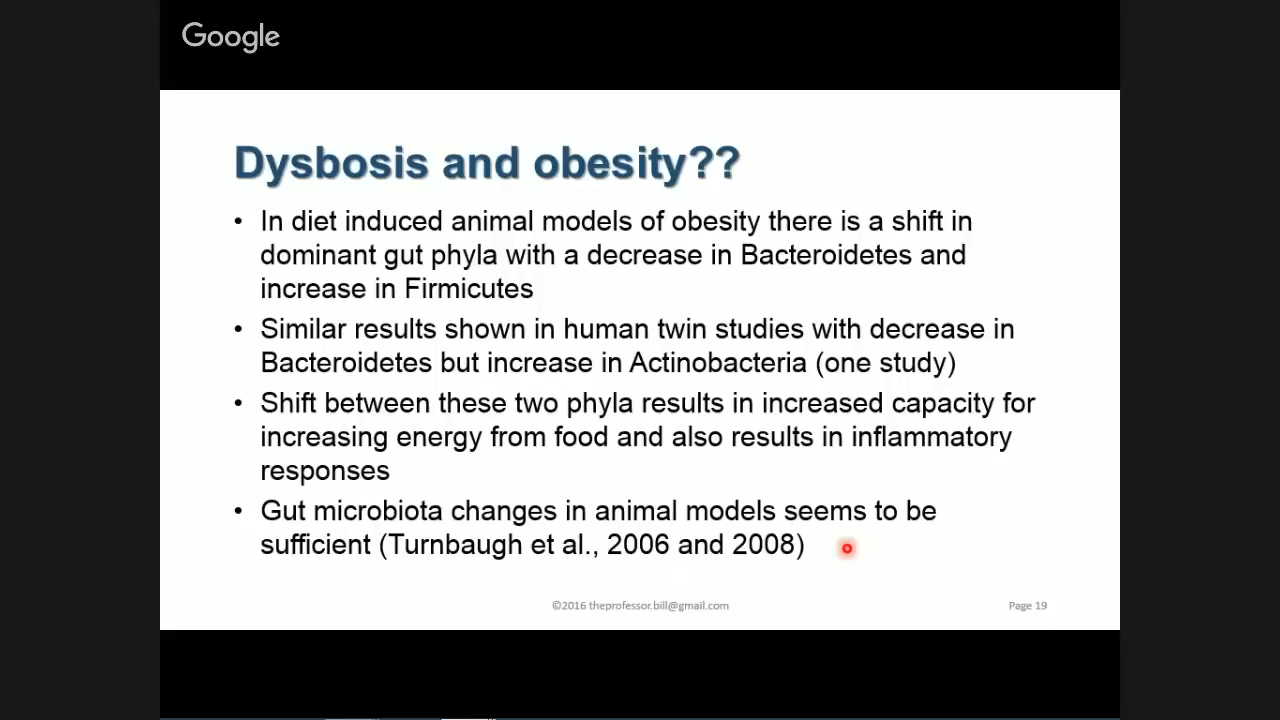 Google
Dysbosis and obesity??
• In diet induced animal models of obesity there is a shift in
dominant gut phyla with a decrease in Bacteroidetes and
increase in Firmicutes
• Similar results shown in human twin studies with decrease in
Bacteroidetes but increase in Actinobacteria (one study)
• Shift between these two phyla results in increased capacity for
increasing energy from food and also results in inflammatory
responses
• Gut microbiota changes in animal models seems to be
sufficient (Turnbaugh et al., 2006 and 2008)
©2016 theprofessor.bill@gmail.com Page 19